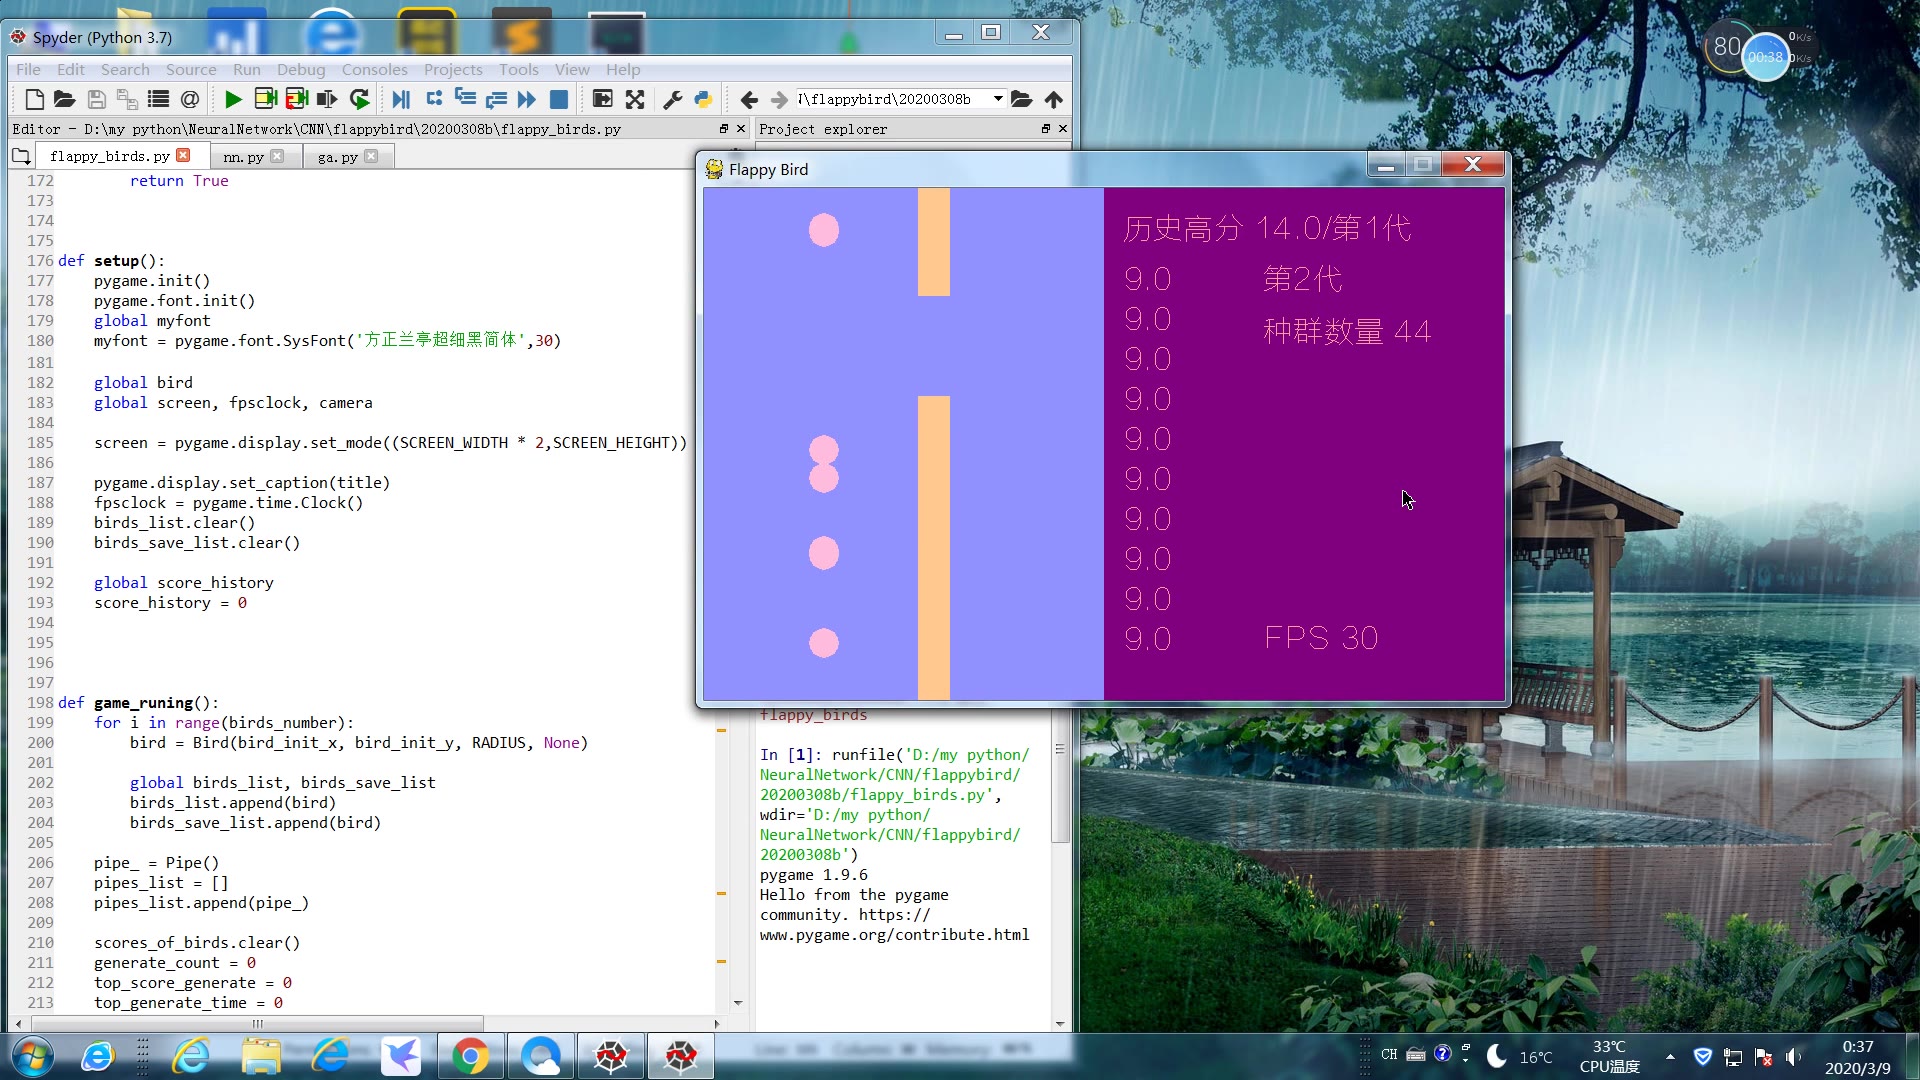 Spyder (Python 3.7)
File Edit Search Source Run Debug Consoles Projects Tools View Help
\flappybird\20200308b
Editor - D:\my python\NeuralNetwork\CNN\flappybird\20200308b\flappy_birds.py
Project explorer
flappy_birds.py nn.py ga.py
172 return True
173
174
175
176 def setup():
177 pygame.init()
178 pygame.font.init()
179 global myfont
180 myfont = pygame.font.SysFont('方正兰亭超细黑简体',30)
181
182 global bird
183 global screen, fpsclock, camera
184
185 screen = pygame.display.set_mode((SCREEN_WIDTH * 2,SCREEN_HEIGHT))
186
187 pygame.display.set_caption(title)
188 fpsclock = pygame.time.Clock()
189 birds_list.clear()
190 birds_save_list.clear()
191
192 global score_history
193 score_history = 0
194
195
196
197
198 def game_runing():
199 for i in range(birds_number):
200 bird = Bird(bird_init_x, bird_init_y, RADIUS, None)
201
202 global birds_list, birds_save_list
203 birds_list.append(bird)
204 birds_save_list.append(bird)
205
206 pipe_ = Pipe()
207 pipes_list = []
208 pipes_list.append(pipe_)
209
210 scores_of_birds.clear()
211 generate_count = 0
212 top_score_generate = 0
213 top_generate_time = 0
Flappy Bird
历史高分 14.0/第1代
9.0 第2代
9.0 种群数量 44
9.0
9.0
9.0
9.0
9.0
9.0
9.0
9.0 FPS 30
flappy_birds
In [1]: runfile('D:/my python/
NeuralNetwork/CNN/flappybird/
20200308b/flappy_birds.py',
wdir='D:/my python/
NeuralNetwork/CNN/flappybird/
20200308b')
pygame 1.9.6
Hello from the pygame
community. https://
www.pygame.org/contribute.html
80
00:38
0K/s
0K/s
CH
16℃
33℃
CPU温度
0:37
2020/3/9